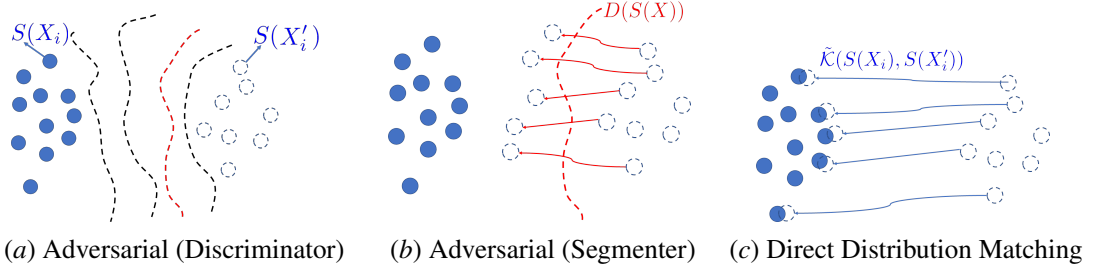 S(X_i)
S(X'_i)
D(S(X))
K̃(S(X_i), S(X'_i))
(a) Adversarial (Discriminator)
(b) Adversarial (Segmenter)
(c) Direct Distribution Matching